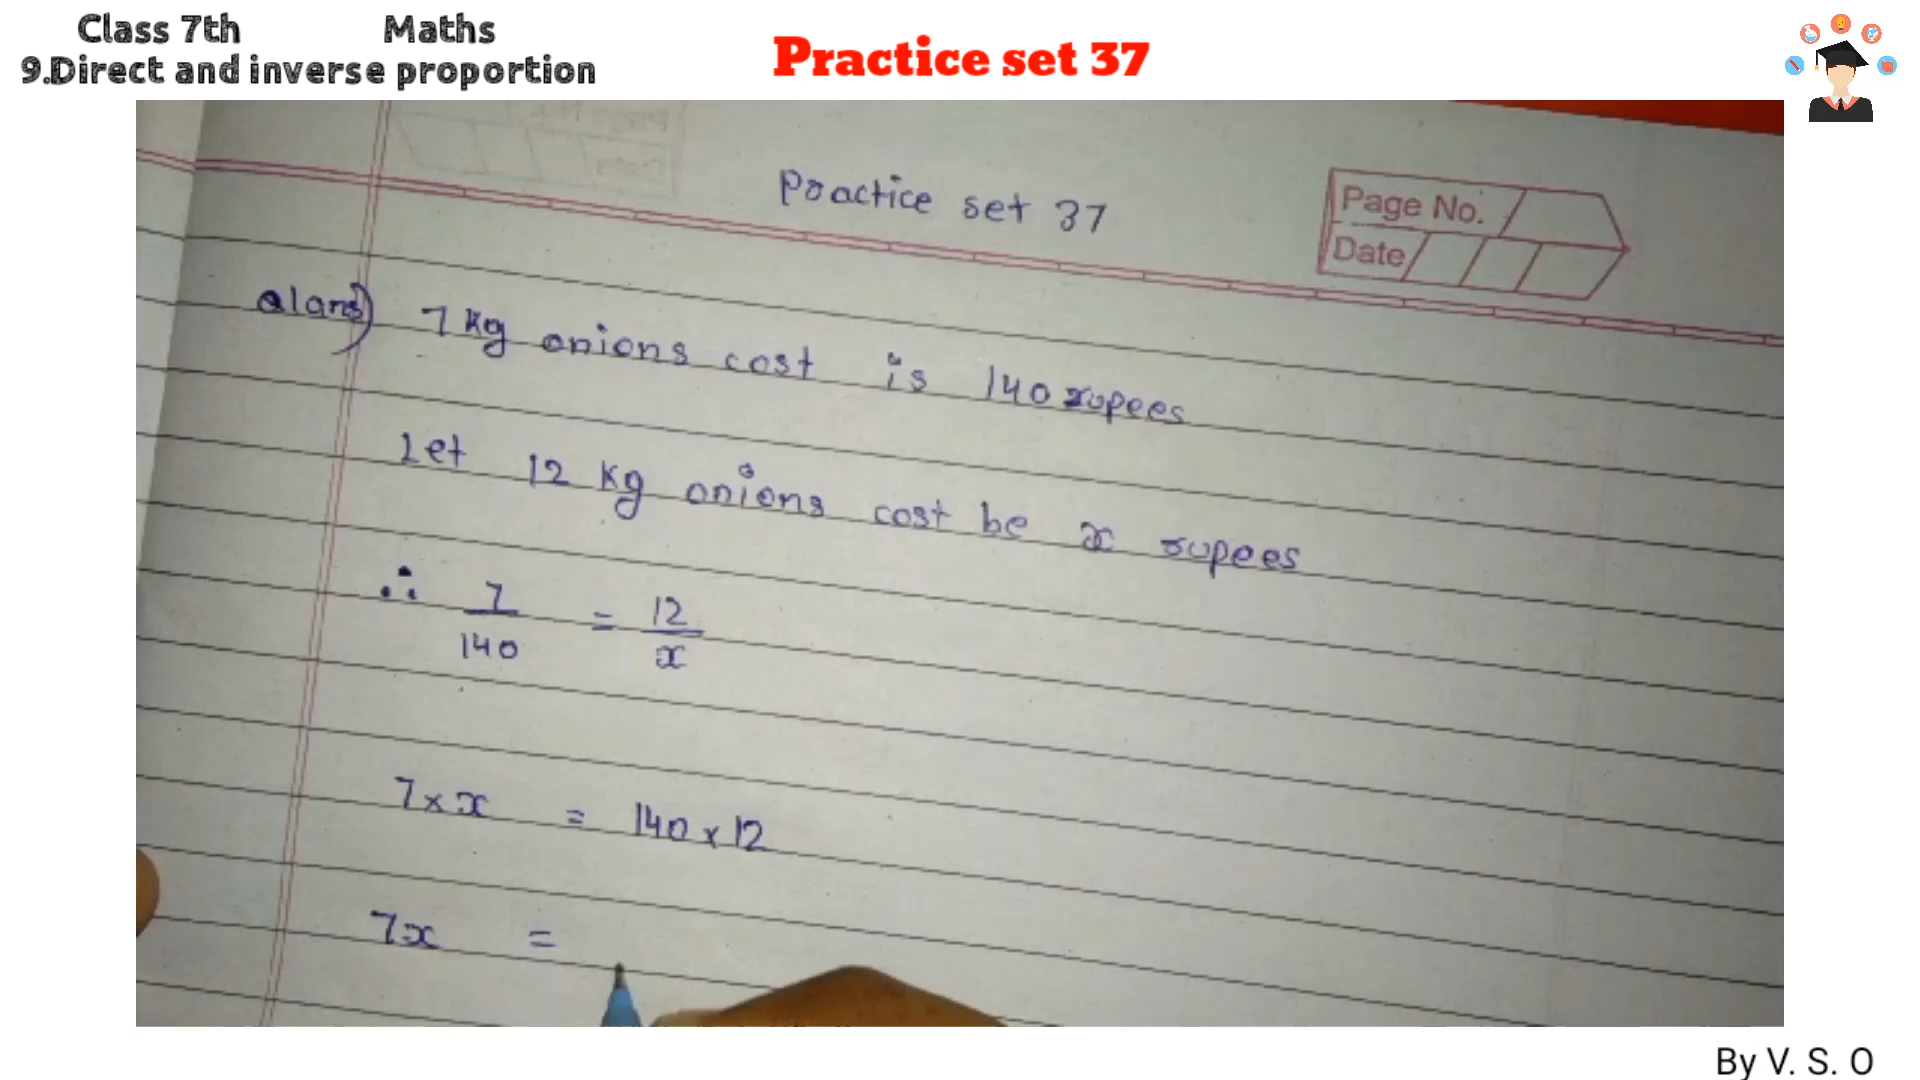 Class 7th Maths
9.Direct and inverse proportion
Practice set 37
Practice set 37
Page No.
Date
Q1 ans) 7 kg onions cost is 140 rupees
Let 12 kg onions cost be x rupees
∴ 7/140 = 12/x
7 × x = 140 × 12
7x =
By V. S. O